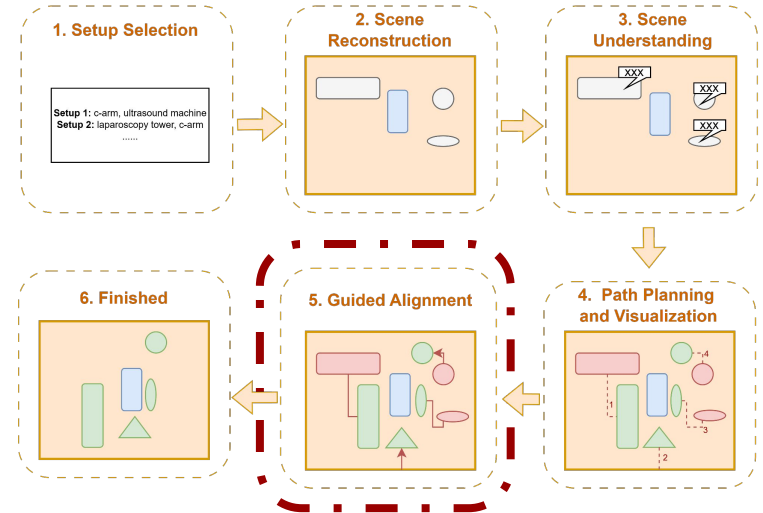 1. Setup Selection
Setup 1: c-arm, ultrasound machine
Setup 2: laparoscopy tower, c-arm
......
2. Scene
Reconstruction
3. Scene
Understanding
XXX
XXX
XXX
4. Path Planning
and Visualization
4
1
3
2
5. Guided Alignment
6. Finished